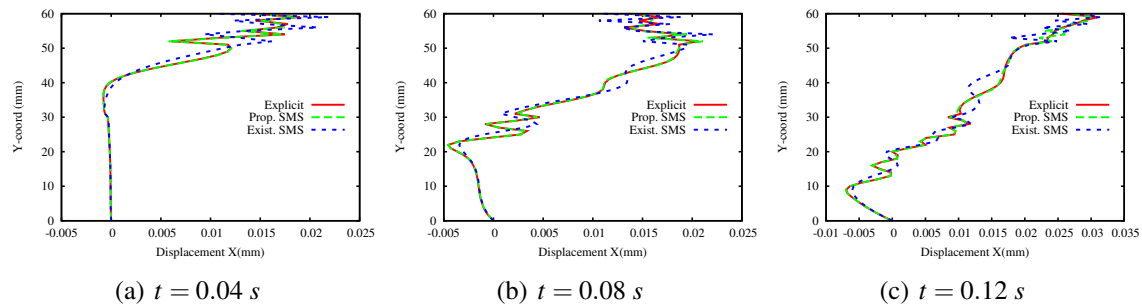 60
50
40
30
20
10
0
Y-coord (mm)
Explicit
Prop. SMS
Exist. SMS
-0.005 0 0.005 0.01 0.015 0.02 0.025
Displacement X(mm)
(a) t = 0.04 s
60
50
40
30
20
10
0
Y-coord (mm)
Explicit
Prop. SMS
Exist. SMS
-0.005 0 0.005 0.01 0.015 0.02 0.025
Displacement X(mm)
(b) t = 0.08 s
60
50
40
30
20
10
0
Y-coord (mm)
Explicit
Prop. SMS
Exist. SMS
-0.01 -0.005 0 0.005 0.01 0.015 0.02 0.025 0.03 0.035
Displacement X(mm)
(c) t = 0.12 s